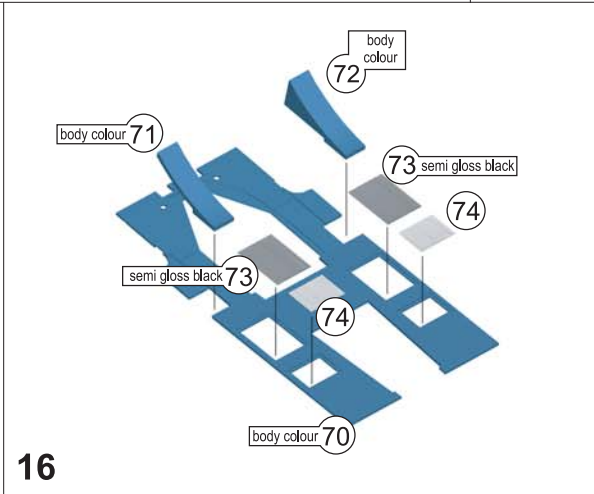 body
colour
72
body colour 71
73 semi gloss black
74
semi gloss black 73
74
body colour 70
16